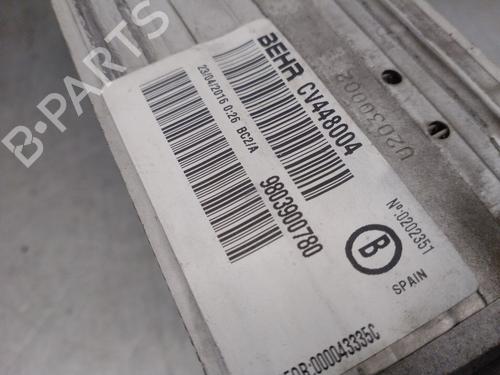 BEHR CV448004
23/04/2016 0:26 BC2/A
9803900780
Nº:0202351
B
SPAIN
U2030002
B-PARTS